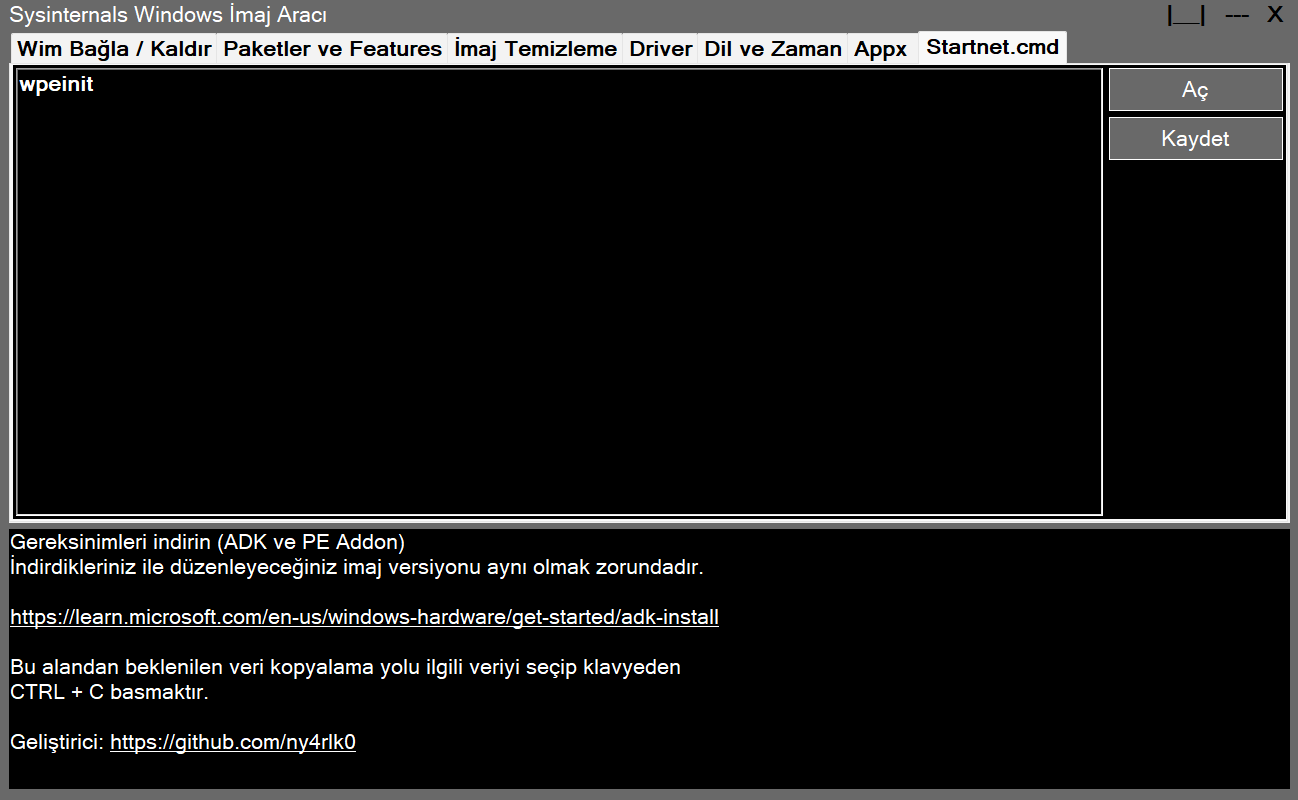 Sysinternals Windows İmaj Aracı |__| --- X
Wim Bağla / Kaldır Paketler ve Features İmaj Temizleme Driver Dil ve Zaman Appx Startnet.cmd
wpeinit
Aç
Kaydet
Gereksinimleri indirin (ADK ve PE Addon)
İndirdikleriniz ile düzenleyeceğiniz imaj versiyonu aynı olmak zorundadır.
https://learn.microsoft.com/en-us/windows-hardware/get-started/adk-install
Bu alandan beklenilen veri kopyalama yolu ilgili veriyi seçip klavyeden
CTRL + C basmaktır.
Geliştirici: https://github.com/ny4rlk0